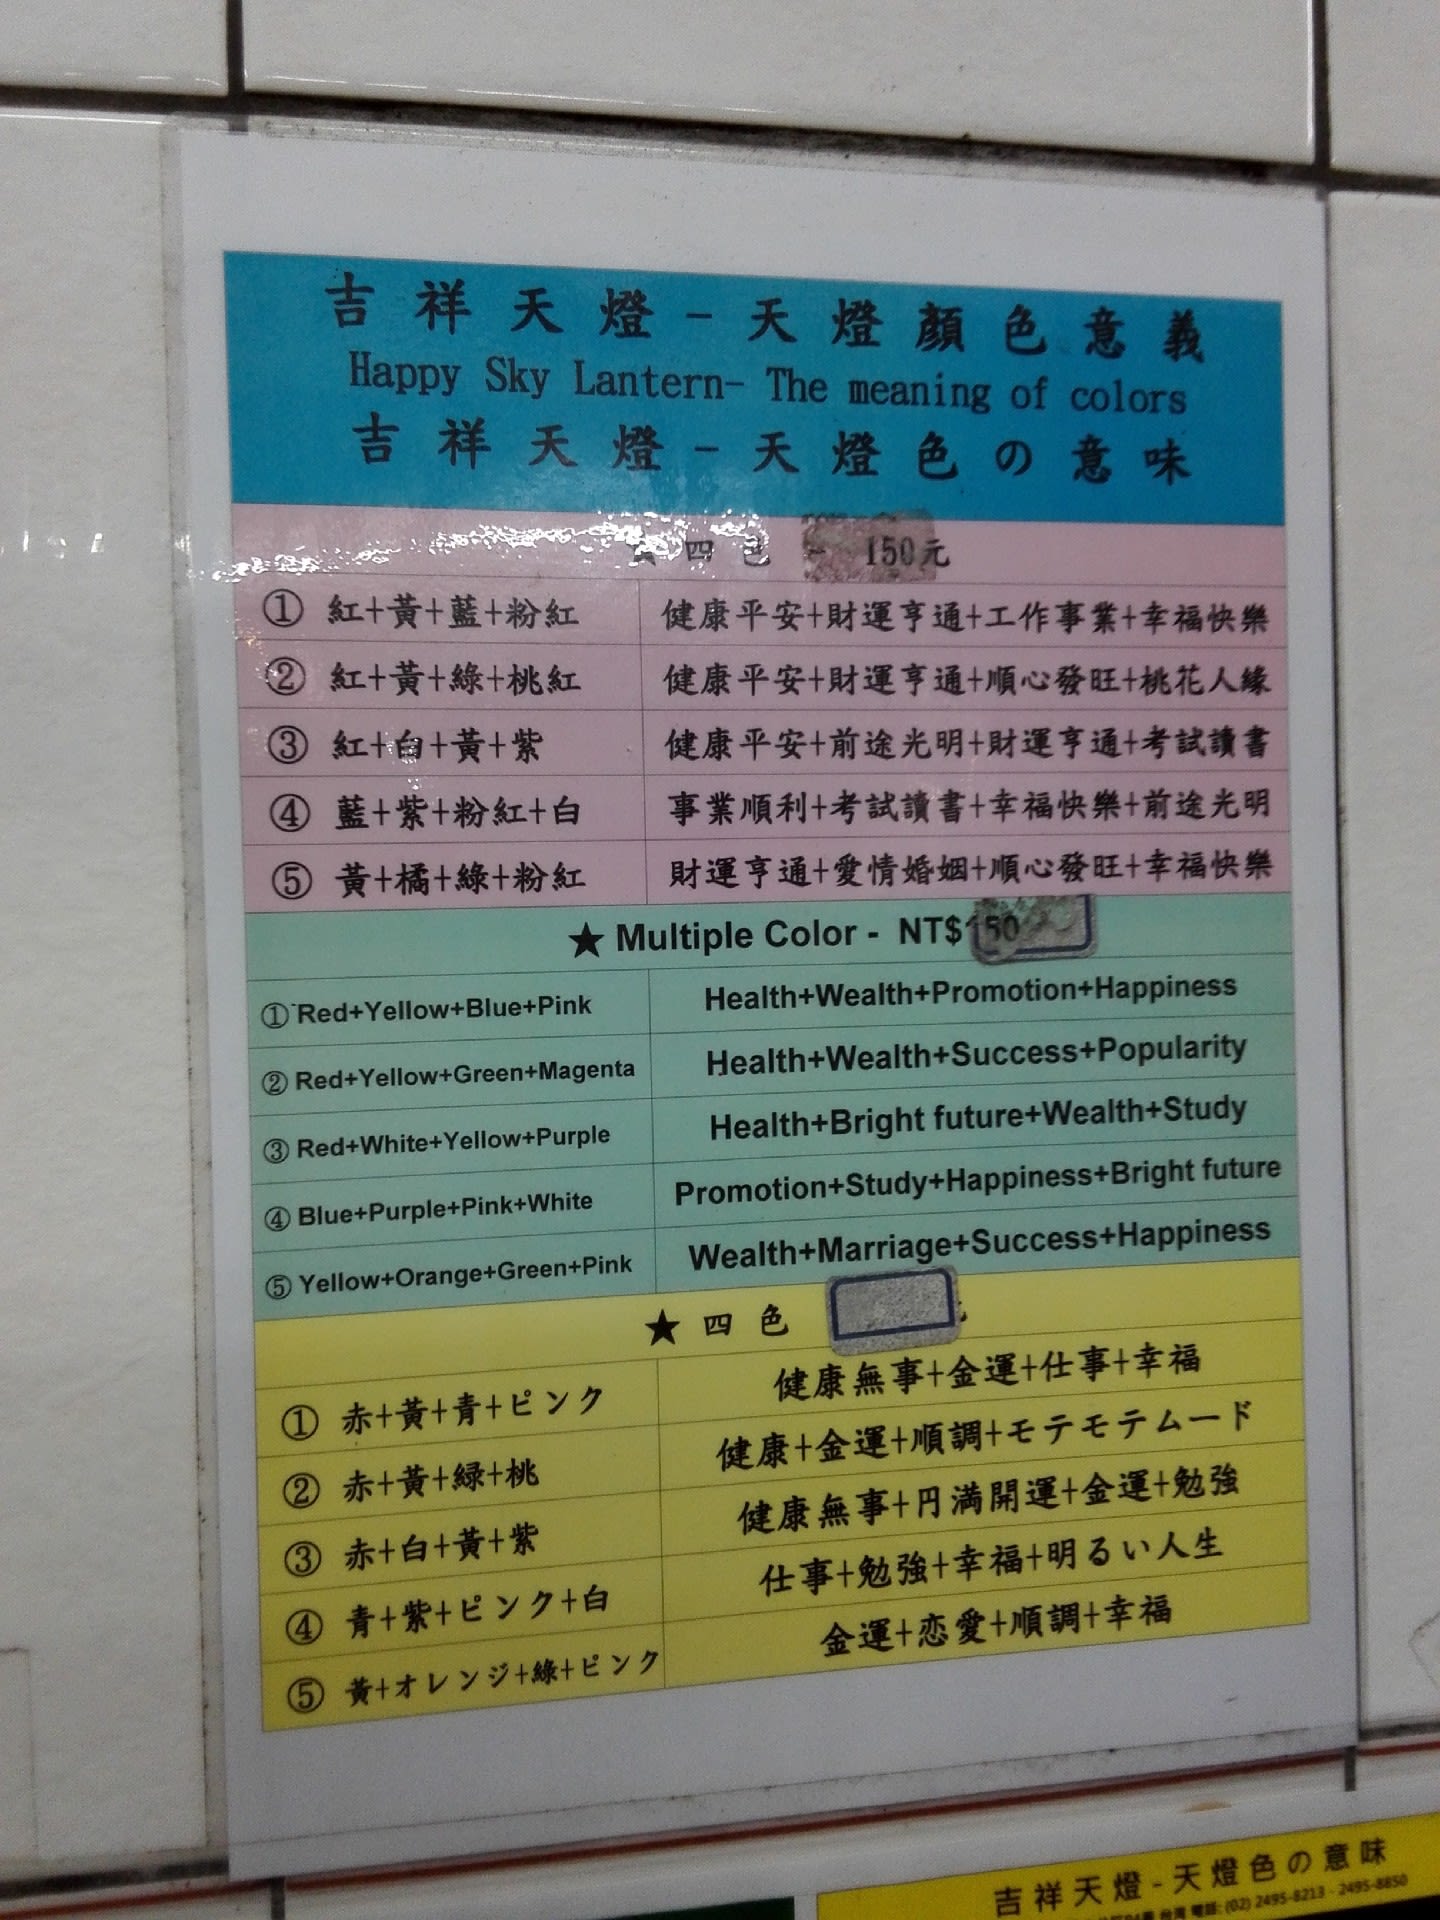 吉祥天燈-天燈顏色意義
Happy Sky Lantern- The meaning of colors
吉祥天燈-天燈色の意味
★四色 - 150元
① 紅+黃+藍+粉紅 健康平安+財運亨通+工作事業+幸福快樂
② 紅+黃+綠+桃紅 健康平安+財運亨通+順心發旺+桃花人緣
③ 紅+白+黃+紫 健康平安+前途光明+財運亨通+考試讀書
④ 藍+紫+粉紅+白 事業順利+考試讀書+幸福快樂+前途光明
⑤ 黃+橘+綠+粉紅 財運亨通+愛情婚姻+順心發旺+幸福快樂
★ Multiple Color - NT$150
① Red+Yellow+Blue+Pink Health+Wealth+Promotion+Happiness
② Red+Yellow+Green+Magenta Health+Wealth+Success+Popularity
③ Red+White+Yellow+Purple Health+Bright future+Wealth+Study
④ Blue+Purple+Pink+White Promotion+Study+Happiness+Bright future
⑤ Yellow+Orange+Green+Pink Wealth+Marriage+Success+Happiness
★ 四色
① 赤+黃+青+ピンク 健康無事+金運+仕事+幸福
② 赤+黃+緑+桃 健康+金運+順調+モテモテムード
③ 赤+白+黃+紫 健康無事+円満開運+金運+勉強
④ 青+紫+ピンク+白 仕事+勉強+幸福+明るい人生
⑤ 黃+オレンジ+綠+ピンク 金運+恋愛+順調+幸福
吉祥天燈-天燈色の意味
台灣 電話: (02) 2495-8213 - 2495-8850